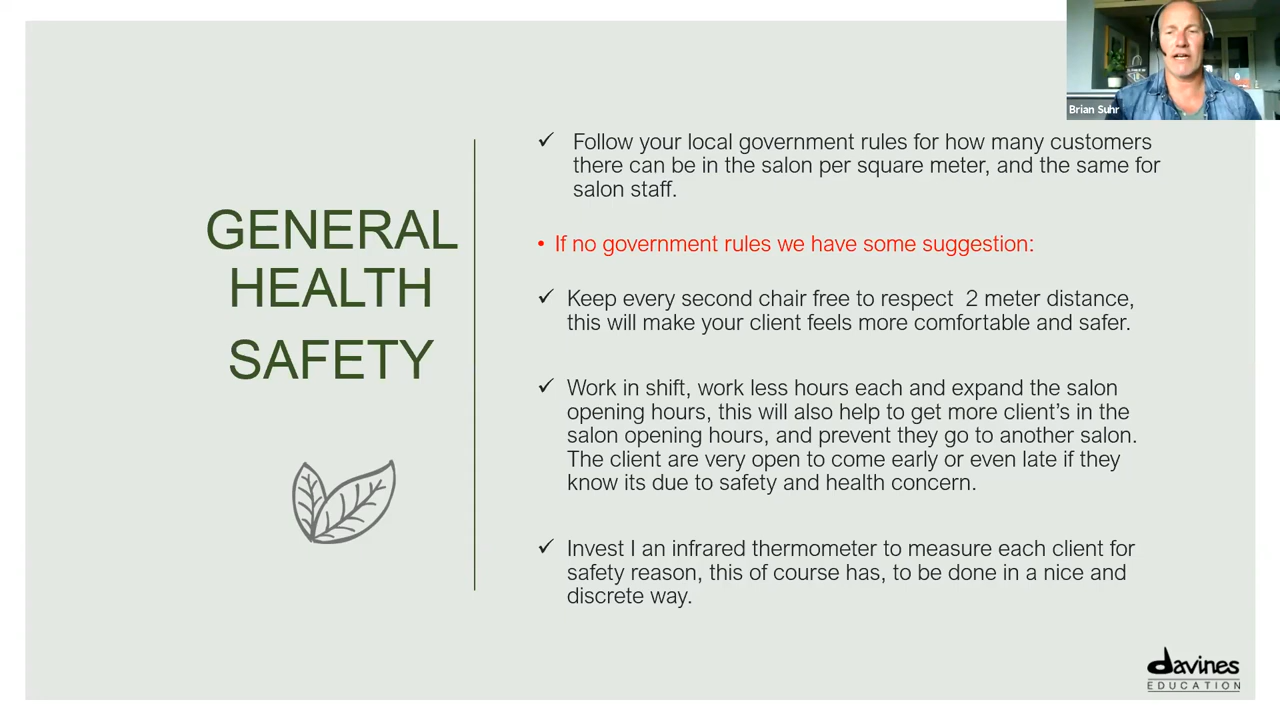 Brian Suhr
GENERAL
HEALTH
SAFETY
✓ Follow your local government rules for how many customers
there can be in the salon per square meter, and the same for
salon staff.
• If no government rules we have some suggestion:
✓ Keep every second chair free to respect 2 meter distance,
this will make your client feels more comfortable and safer.
✓ Work in shift, work less hours each and expand the salon
opening hours, this will also help to get more client’s in the
salon opening hours, and prevent they go to another salon.
The client are very open to come early or even late if they
know its due to safety and health concern.
✓ Invest I an infrared thermometer to measure each client for
safety reason, this of course has, to be done in a nice and
discrete way.
davines
EDUCATION